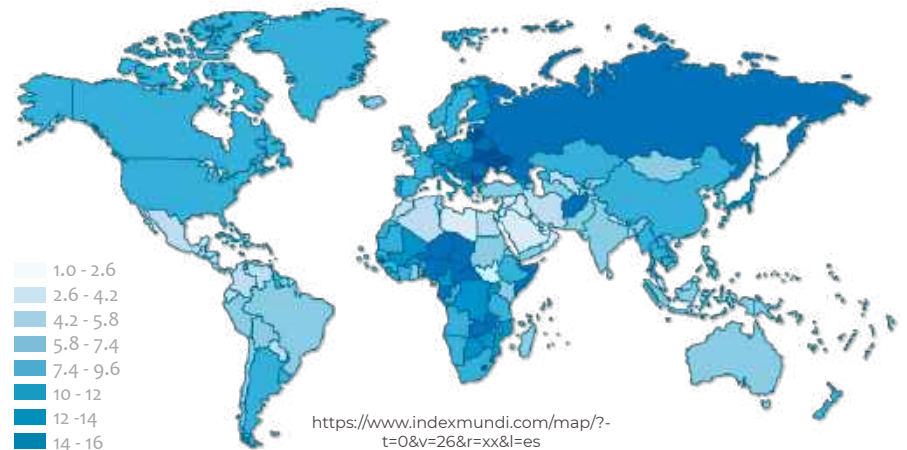 1.0 - 2.6
2.6 - 4.2
4.2 - 5.8
5.8 - 7.4
7.4 - 9.6
10 - 12
12 -14
14 - 16
https://www.indexmundi.com/map/?-
t=0&v=26&r=xx&l=es